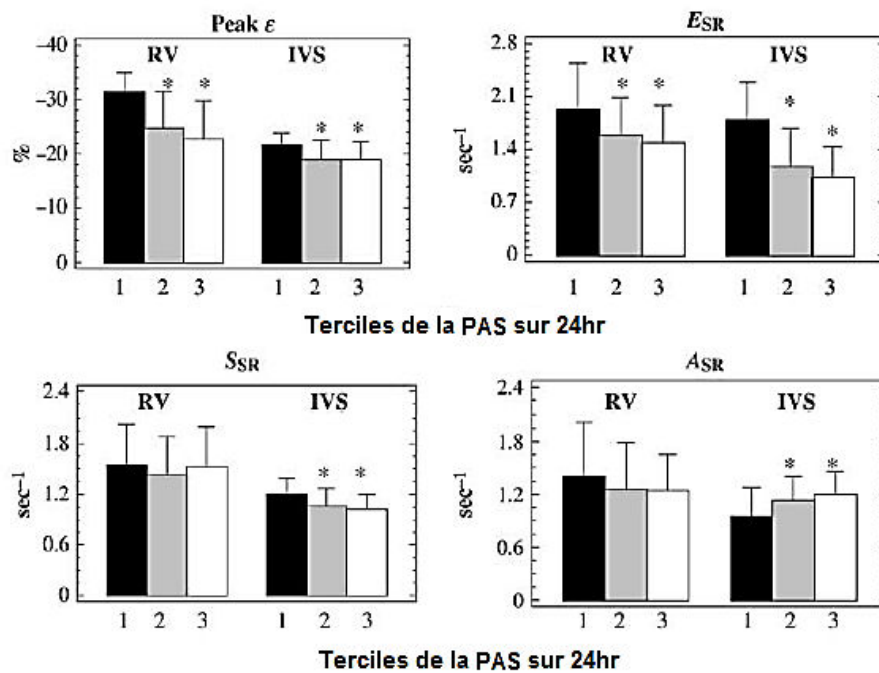 Peak ε
−40
−30
−20
−10
0
%
RV
IVS
* * * *
1 2 3 1 2 3
E_SR
2.8
2.1
1.4
0.7
0
sec⁻¹
RV
IVS
* * * *
1 2 3 1 2 3
Terciles de la PAS sur 24hr
S_SR
2.4
1.8
1.2
0.6
0
sec⁻¹
RV
IVS
* *
1 2 3 1 2 3
A_SR
2.4
1.8
1.2
0.6
0
sec⁻¹
RV
IVS
* *
1 2 3 1 2 3
Terciles de la PAS sur 24hr